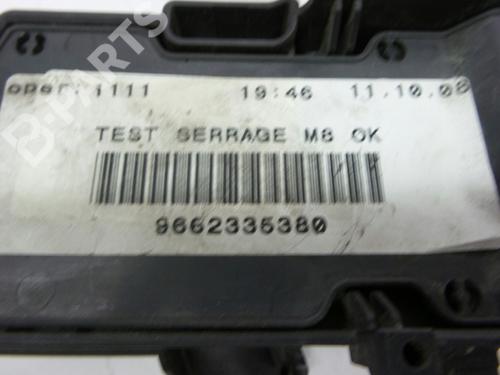 B-PARTS
oper: 1111 19:46 11.10.08
TEST SERRAGE M8 OK
9662335380